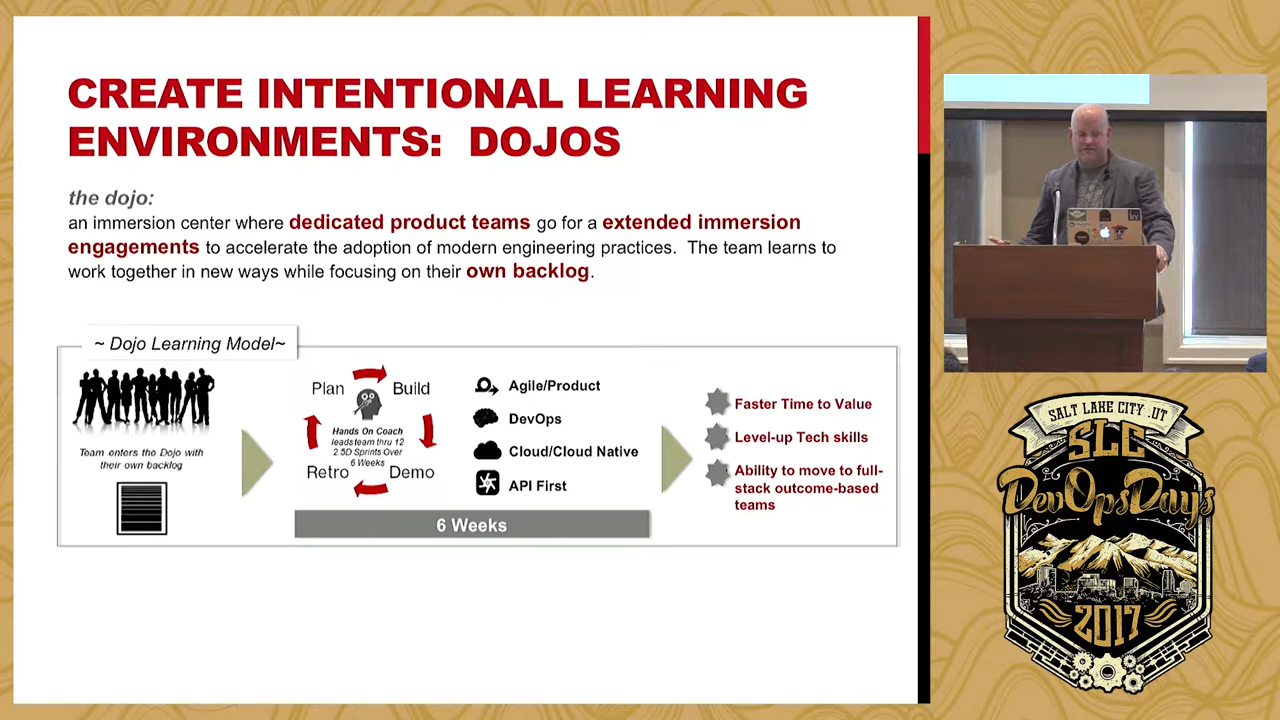 CREATE INTENTIONAL LEARNING
ENVIRONMENTS: DOJOS
the dojo:
an immersion center where dedicated product teams go for a extended immersion
engagements to accelerate the adoption of modern engineering practices. The team learns to
work together in new ways while focusing on their own backlog.
~ Dojo Learning Model~
Team enters the Dojo with
their own backlog
Plan
Build
Hands On Coach
leads team thru 12
2.5D Sprints Over
6 Weeks
Retro
Demo
Agile/Product
DevOps
Cloud/Cloud Native
API First
6 Weeks
Faster Time to Value
Level-up Tech skills
Ability to move to full-
stack outcome-based
teams
SALT LAKE CITY .UT
SLC
DevOpsDays
2017